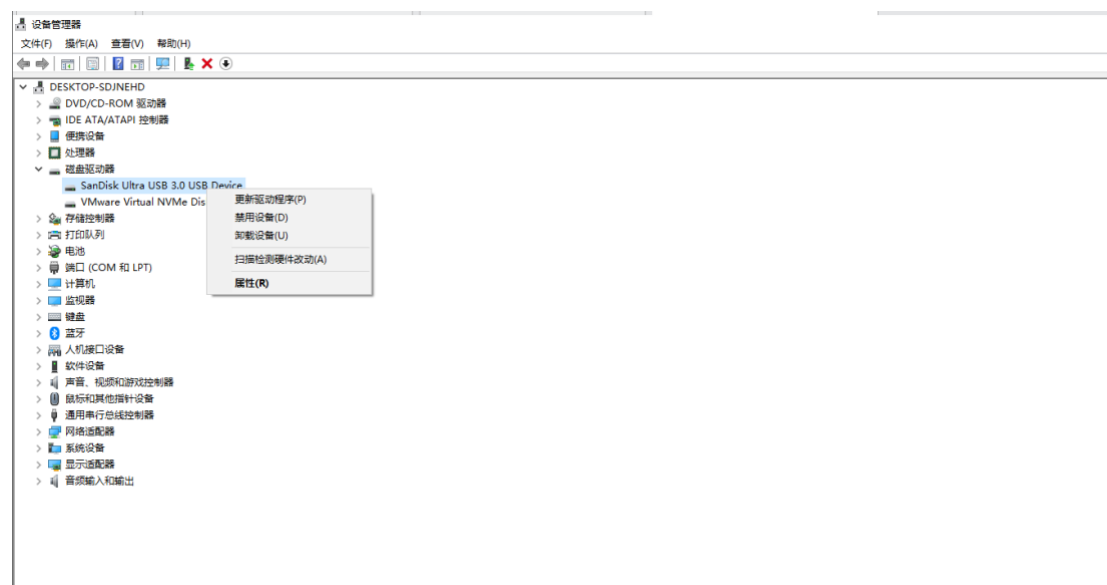 设备管理器
文件(F) 操作(A) 查看(V) 帮助(H)
DESKTOP-SDJNEHD
DVD/CD-ROM 驱动器
IDE ATA/ATAPI 控制器
便携设备
处理器
磁盘驱动器
SanDisk Ultra USB 3.0 USB Device
VMware Virtual NVMe Dis
更新驱动程序(P)
禁用设备(D)
卸载设备(U)
扫描检测硬件改动(A)
属性(R)
存储控制器
打印队列
电池
端口 (COM 和 LPT)
计算机
监视器
键盘
蓝牙
人机接口设备
软件设备
声音、视频和游戏控制器
鼠标和其他指针设备
通用串行总线控制器
网络适配器
系统设备
显示适配器
音频输入和输出